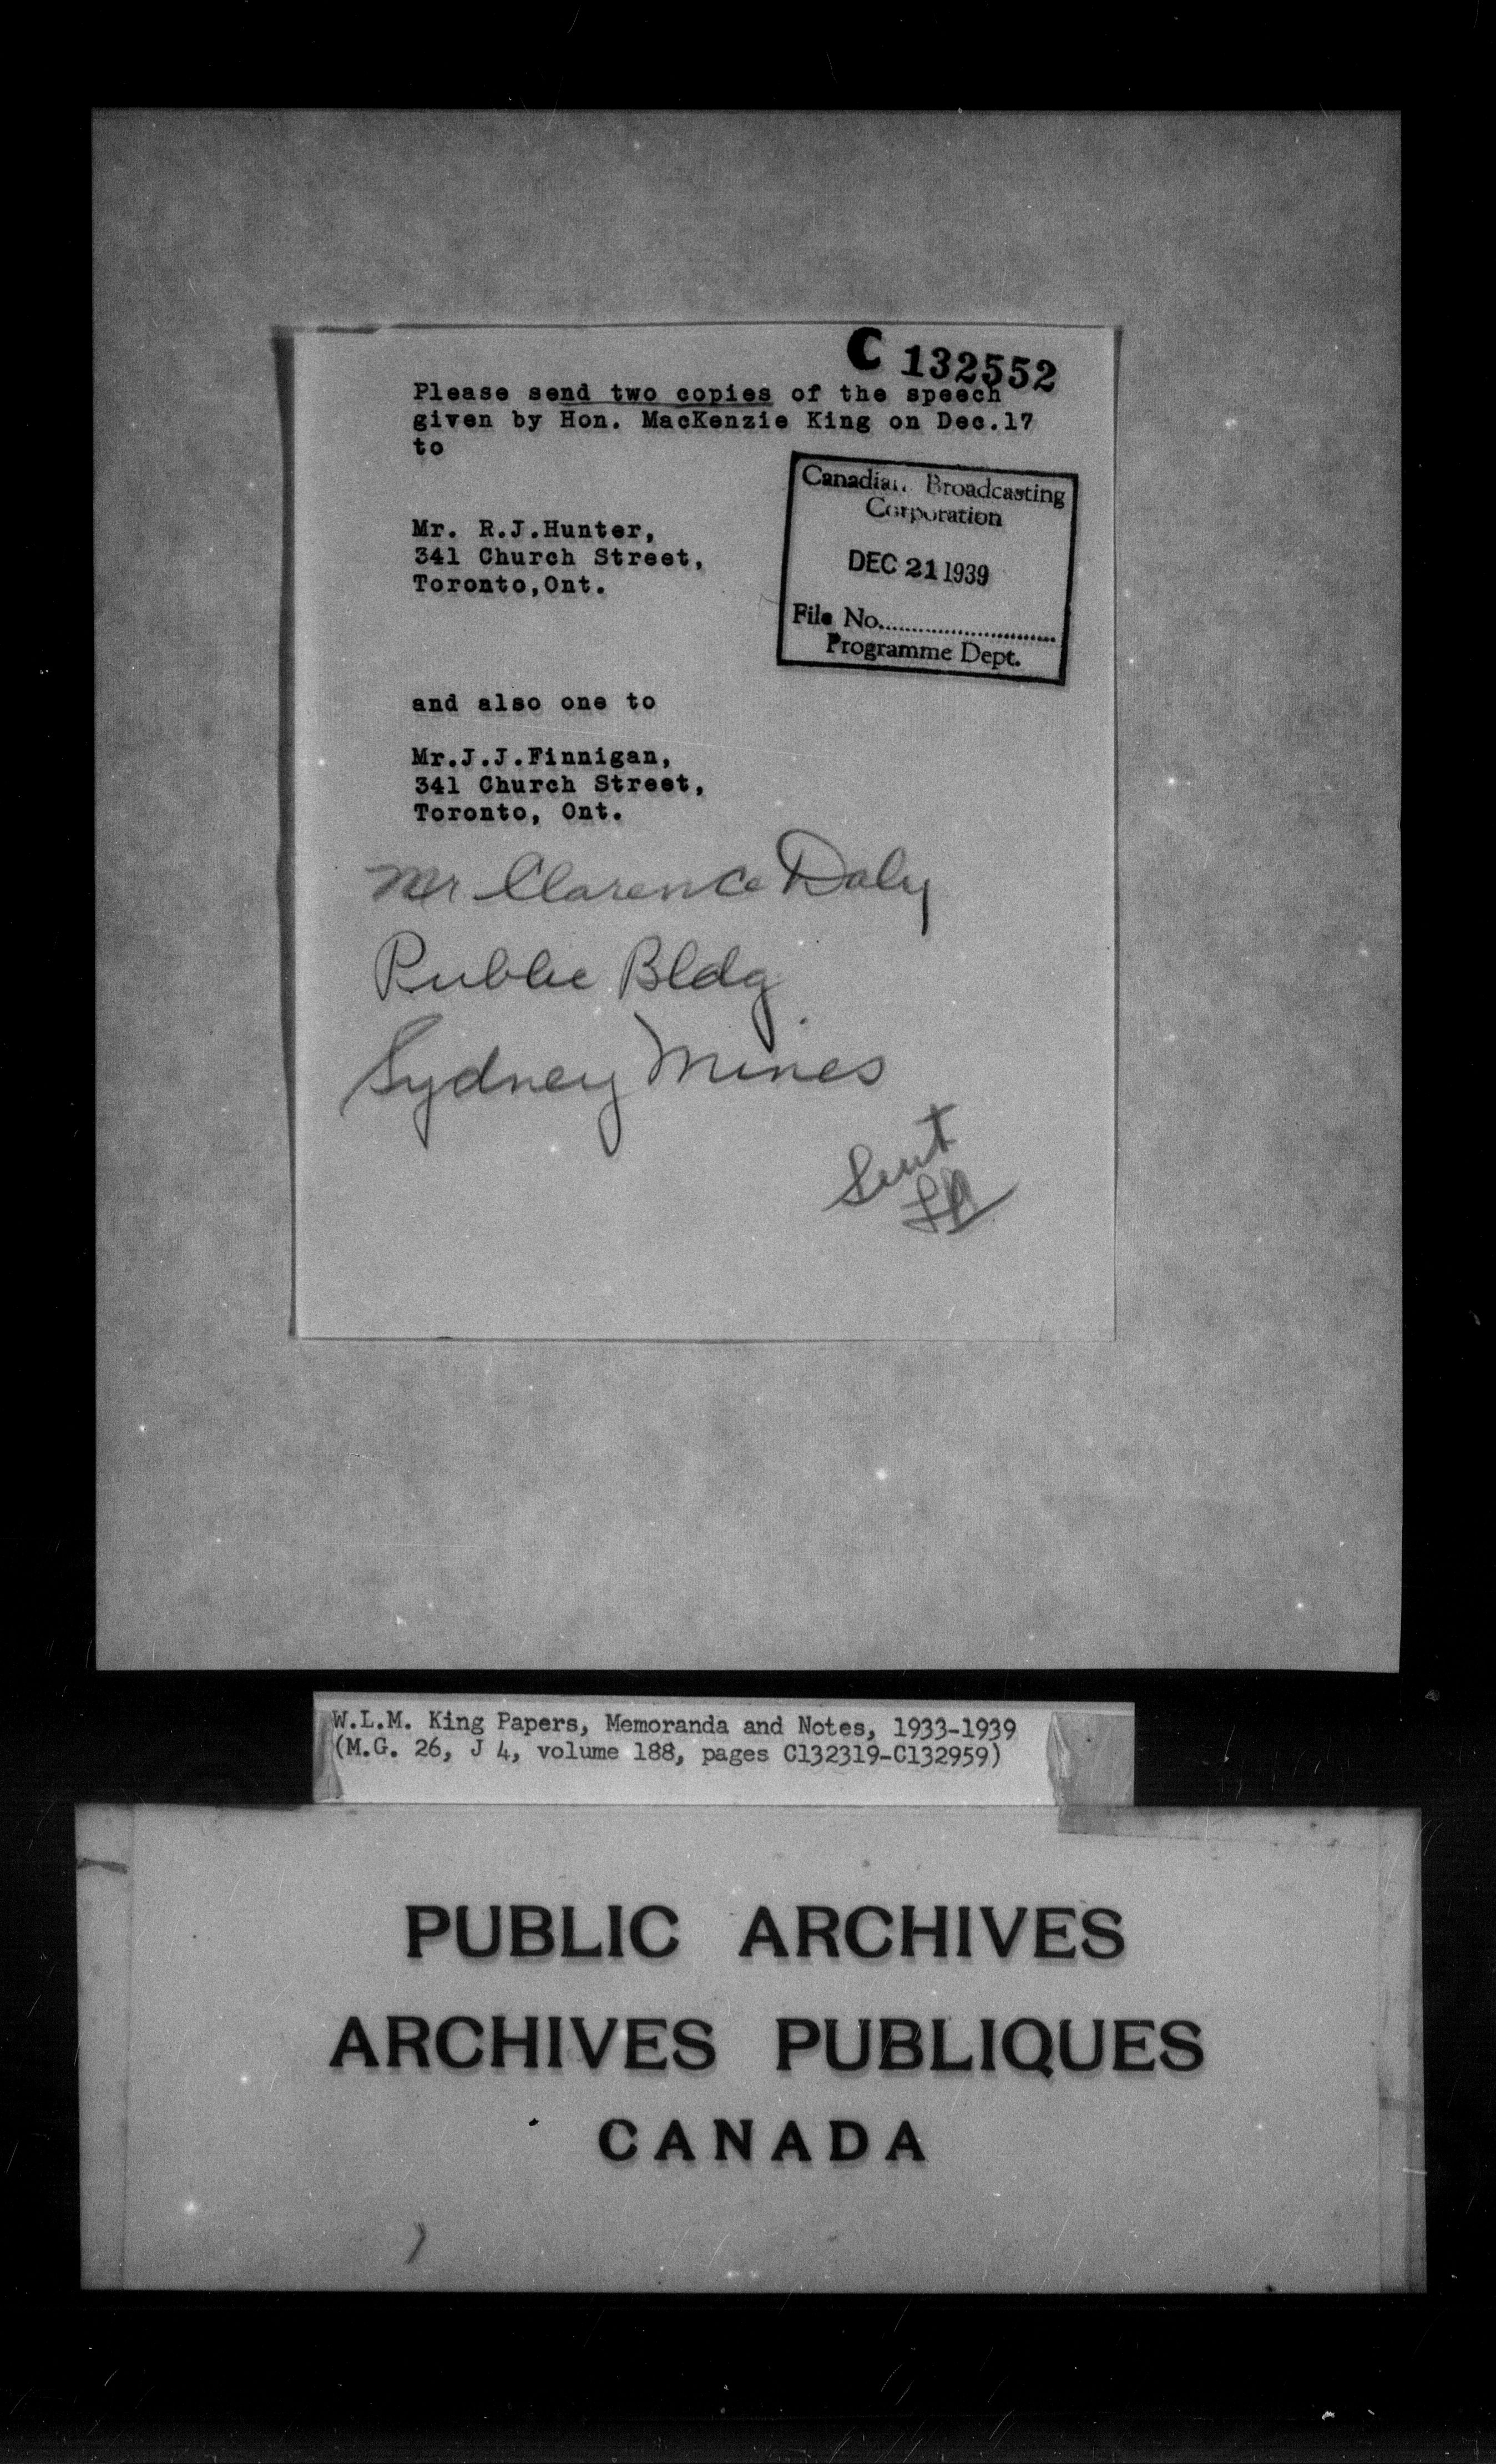 C 132552
Please send two copies of the speech
given by Hon. MacKenzie King on Dec.17
to
Canadian Broadcasting
Corporation
DEC 21 1939
File No.
Programme Dept.
Mr. R.J.Hunter,
341 Church Street,
Toronto,Ont.
and also one to
Mr.J.J.Finnigan,
341 Church Street,
Toronto, Ont.
Mr Clarence Daly
Public Bldg
Sydney Mines
Sent
W.L.M. King Papers, Memoranda and Notes, 1933-1939
(M.G. 26, J 4, volume 188, pages C132319-C132959)
PUBLIC ARCHIVES
ARCHIVES PUBLIQUES
CANADA